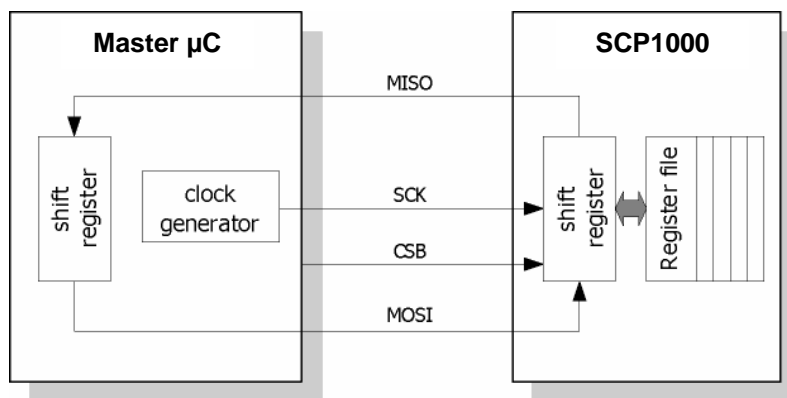 Master µC
SCP1000
MISO
shift
register
clock
generator
SCK
CSB
MOSI
shift
register
Register file